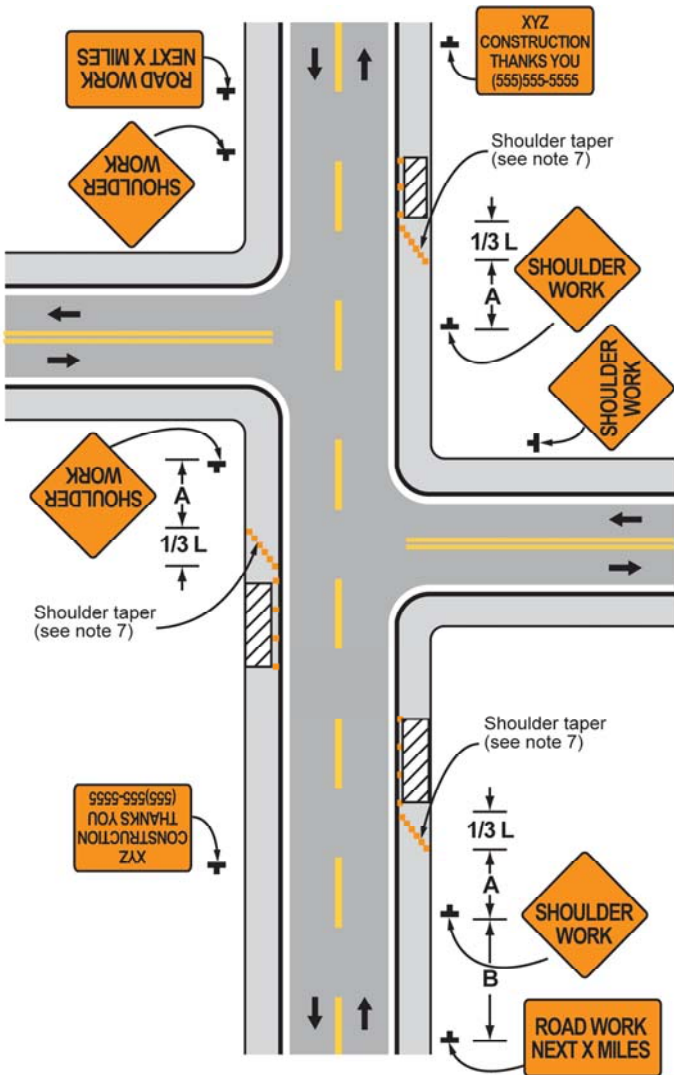 ROAD WORK
NEXT X MILES
XYZ
CONSTRUCTION
THANKS YOU
(555)555-5555
SHOULDER
WORK
Shoulder taper
(see note 7)
1/3 L
A
SHOULDER
WORK
SHOULDER
WORK
SHOULDER
WORK
A
1/3 L
Shoulder taper
(see note 7)
Shoulder taper
(see note 7)
XYZ
CONSTRUCTION
THANKS YOU
(555)555-5555
1/3 L
A
SHOULDER
WORK
B
ROAD WORK
NEXT X MILES